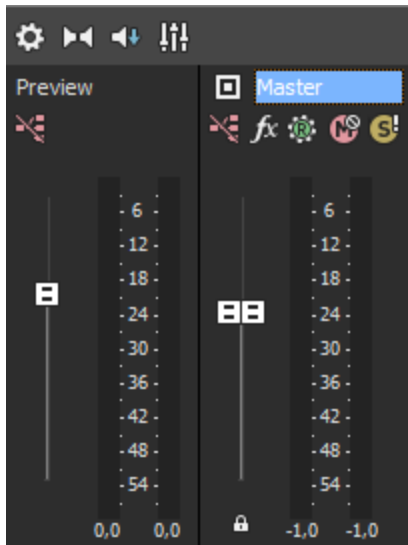 Preview
Master
fx R M S!
- 6 - - 6 -
- 12 - - 12 -
- 18 - - 18 -
- 24 - - 24 -
- 30 - - 30 -
- 36 - - 36 -
- 42 - - 42 -
- 48 - - 48 -
- 54 - - 54 -
0,0 0,0 -1,0 -1,0